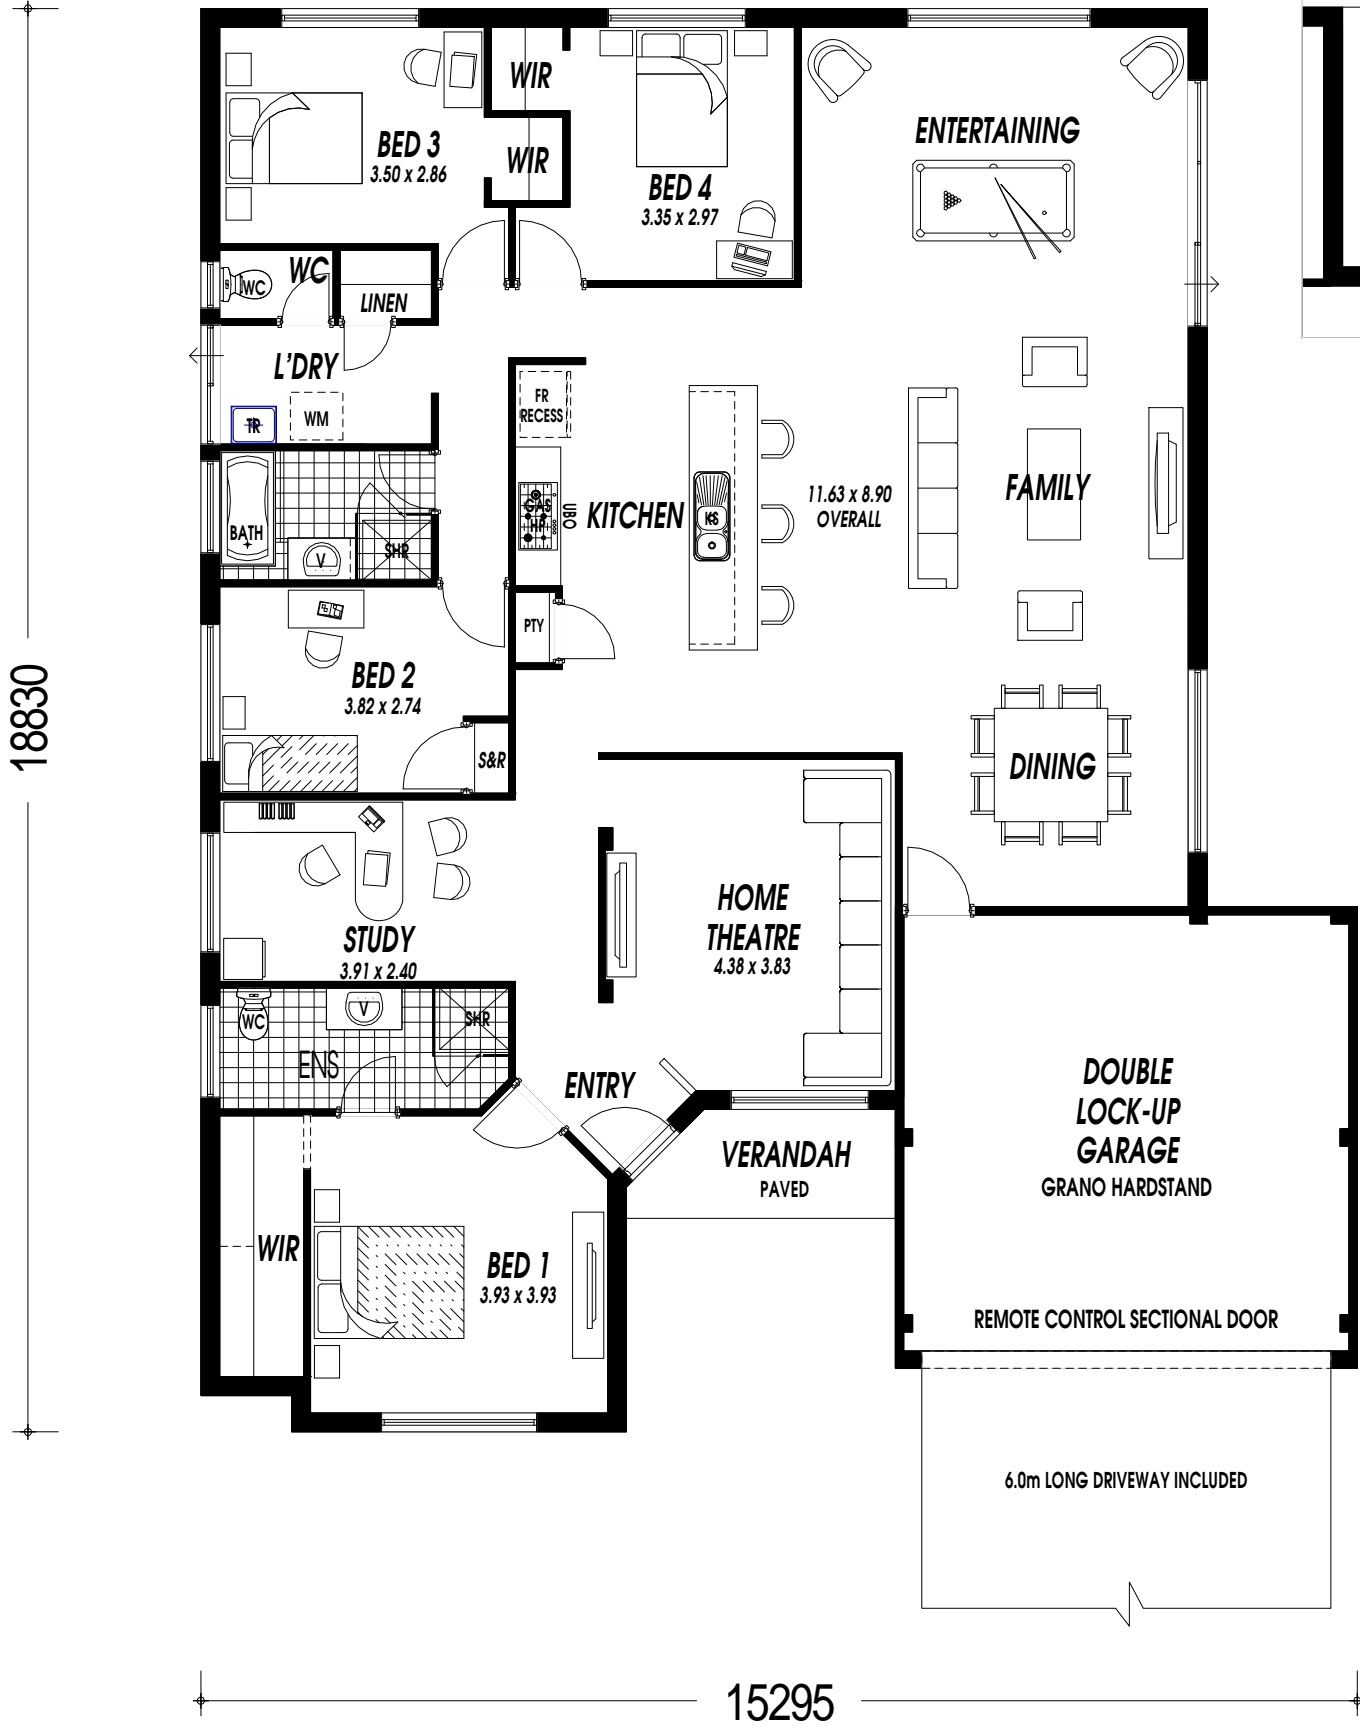 WIR
BED 3
3.50 x 2.86
WIR
BED 4
3.35 x 2.97
ENTERTAINING
WC
WC
LINEN
L'DRY
TR
WM
FR
RECESS
BATH
V
SHR
GAS
HP
UBO
KITCHEN
KS
11.63 x 8.90
OVERALL
FAMILY
PTY
BED 2
3.82 x 2.74
S&R
DINING
18830
STUDY
3.91 x 2.40
HOME
THEATRE
4.38 x 3.83
WC
V
SHR
ENS
ENTRY
VERANDAH
PAVED
DOUBLE
LOCK-UP
GARAGE
GRANO HARDSTAND
WIR
BED 1
3.93 x 3.93
REMOTE CONTROL SECTIONAL DOOR
6.0m LONG DRIVEWAY INCLUDED
15295